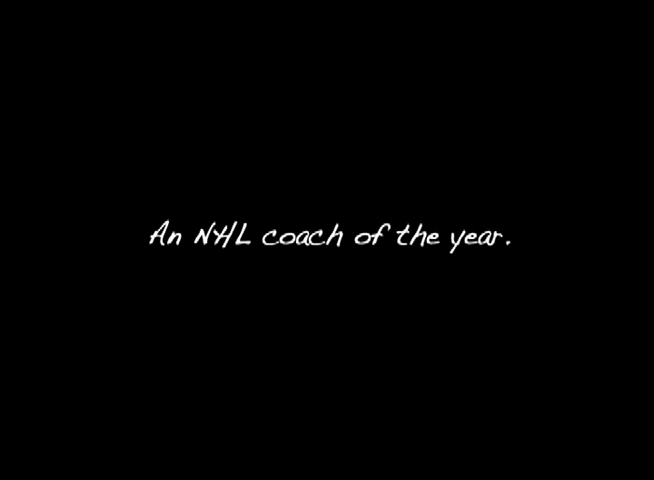 An NHL coach of the year.